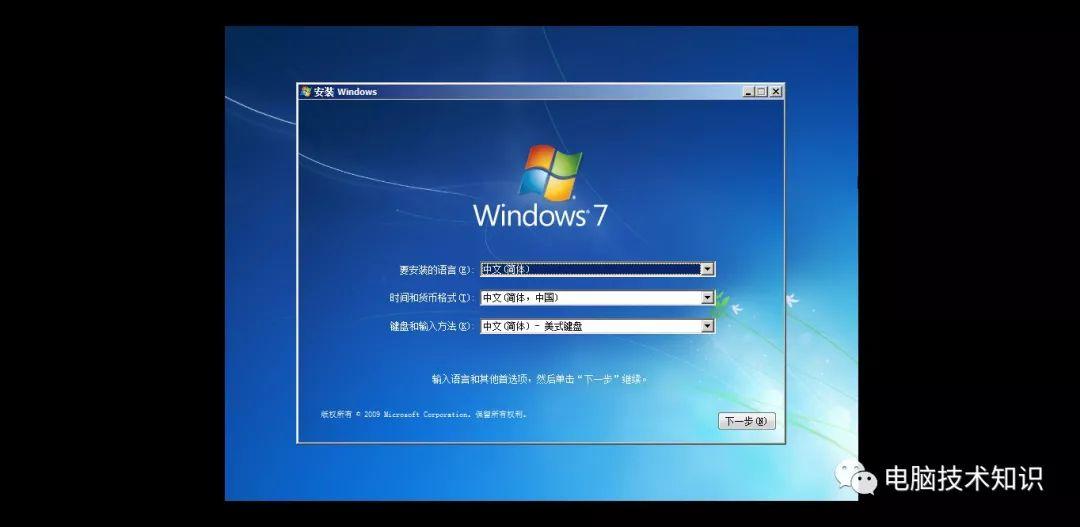 安装 Windows
Windows 7
要安装的语言(E): 中文(简体)
时间和货币格式(T): 中文(简体，中国)
键盘和输入方法(K): 中文(简体) - 美式键盘
输入语言和其他首选项，然后单击“下一步”继续。
版权所有 © 2009 Microsoft Corporation。保留所有权利。
下一步(N)
电脑技术知识